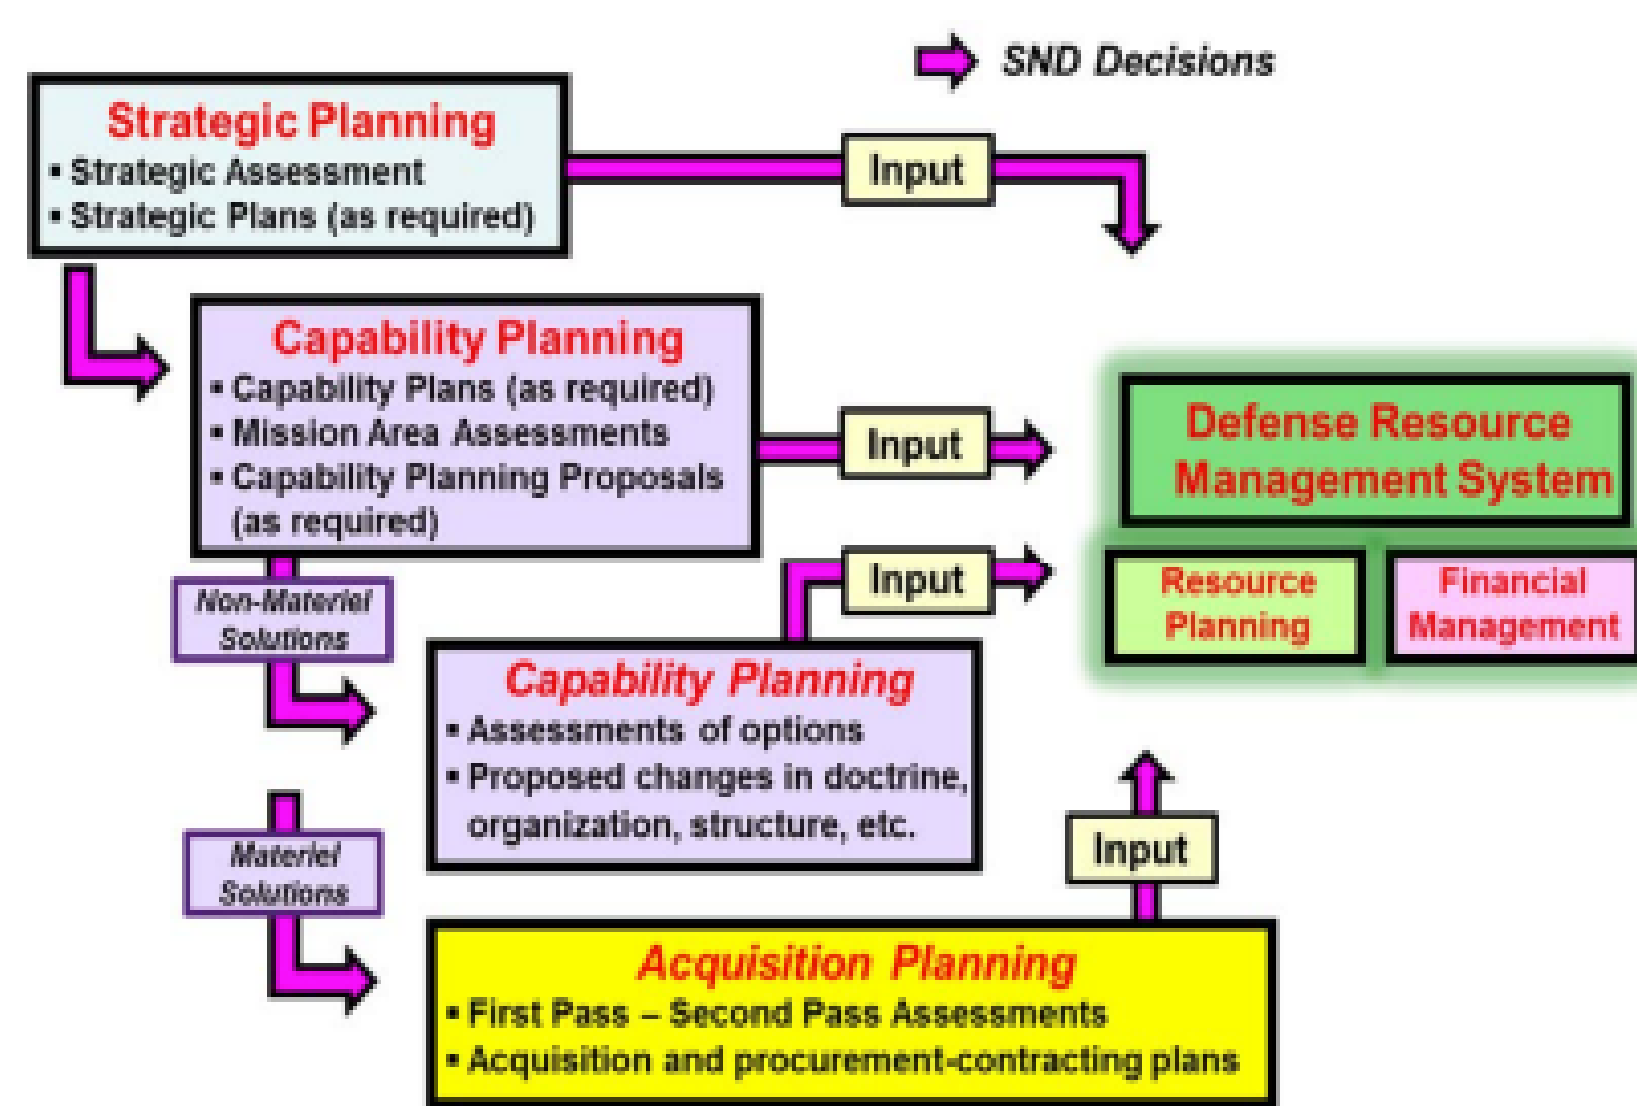 SND Decisions
Strategic Planning
▪ Strategic Assessment
▪ Strategic Plans (as required)
Input
Capability Planning
▪ Capability Plans (as required)
▪ Mission Area Assessments
▪ Capability Planning Proposals
(as required)
Input
Defense Resource
Management System
Input
Resource
Planning
Financial
Management
Non-Materiel
Solutions
Capability Planning
▪ Assessments of options
▪ Proposed changes in doctrine,
organization, structure, etc.
Materiel
Solutions
Input
Acquisition Planning
▪ First Pass – Second Pass Assessments
▪ Acquisition and procurement-contracting plans